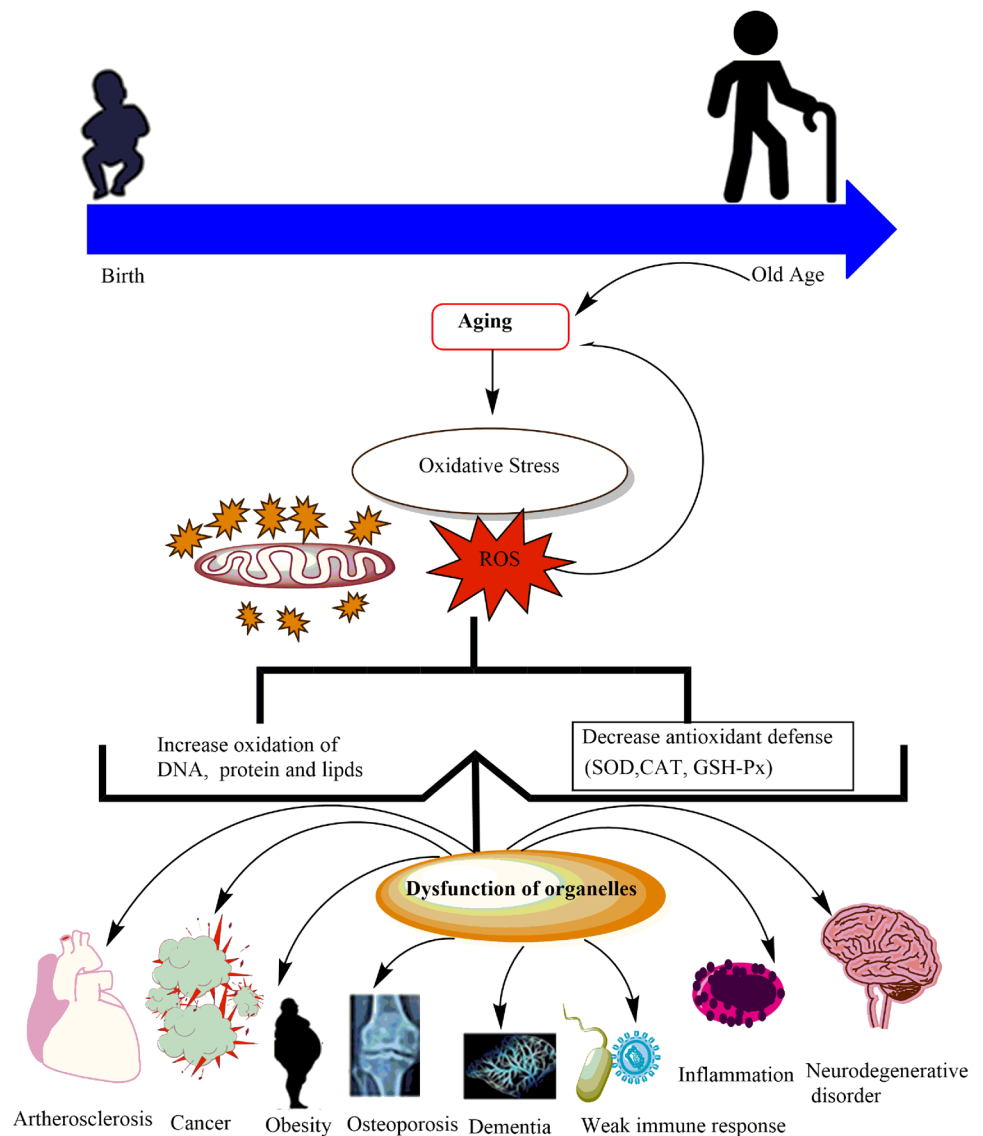 Birth
Old Age
Aging
Oxidative Stress
ROS
Increase oxidation of
DNA, protein and lipds
Decrease antioxidant defense
(SOD,CAT, GSH-Px)
Dysfunction of organelles
Artherosclerosis
Cancer
Obesity
Osteoporosis
Dementia
Weak immune response
Inflammation
Neurodegenerative
disorder